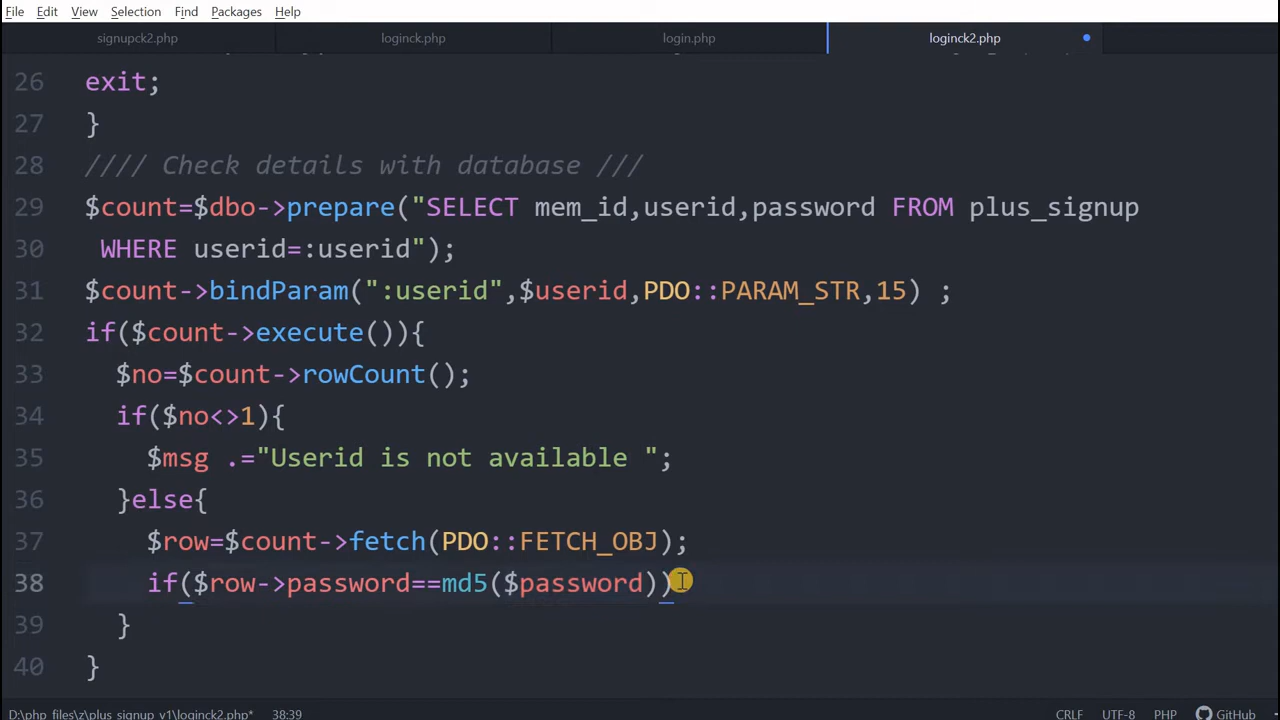 File Edit View Selection Find Packages Help
signupck2.php loginck.php login.php loginck2.php
26 exit;
27 }
28 //// Check details with database ///
29 $count=$dbo->prepare("SELECT mem_id,userid,password FROM plus_signup
30 WHERE userid=:userid");
31 $count->bindParam(":userid",$userid,PDO::PARAM_STR,15) ;
32 if($count->execute()){
33 $no=$count->rowCount();
34 if($no<>1){
35 $msg .="Userid is not available ";
36 }else{
37 $row=$count->fetch(PDO::FETCH_OBJ);
38 if($row->password==md5($password))
39 }
40 }
D:\php_files\z\plus_signup_v1\loginck2.php* 38:39 CRLF UTF-8 PHP GitHub